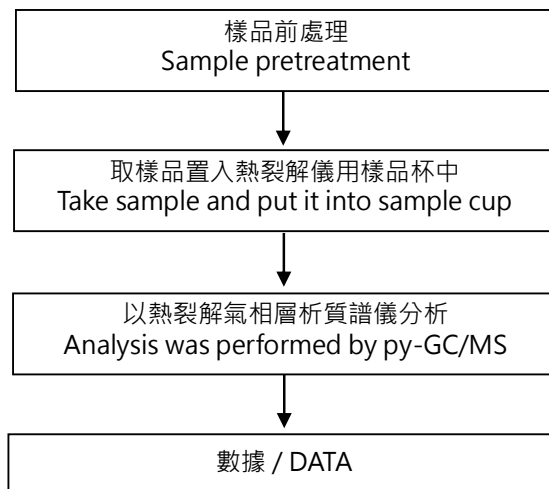 樣品前處理
Sample pretreatment
取樣品置入熱裂解儀用樣品杯中
Take sample and put it into sample cup
以熱裂解氣相層析質譜儀分析
Analysis was performed by py-GC/MS
數據 / DATA